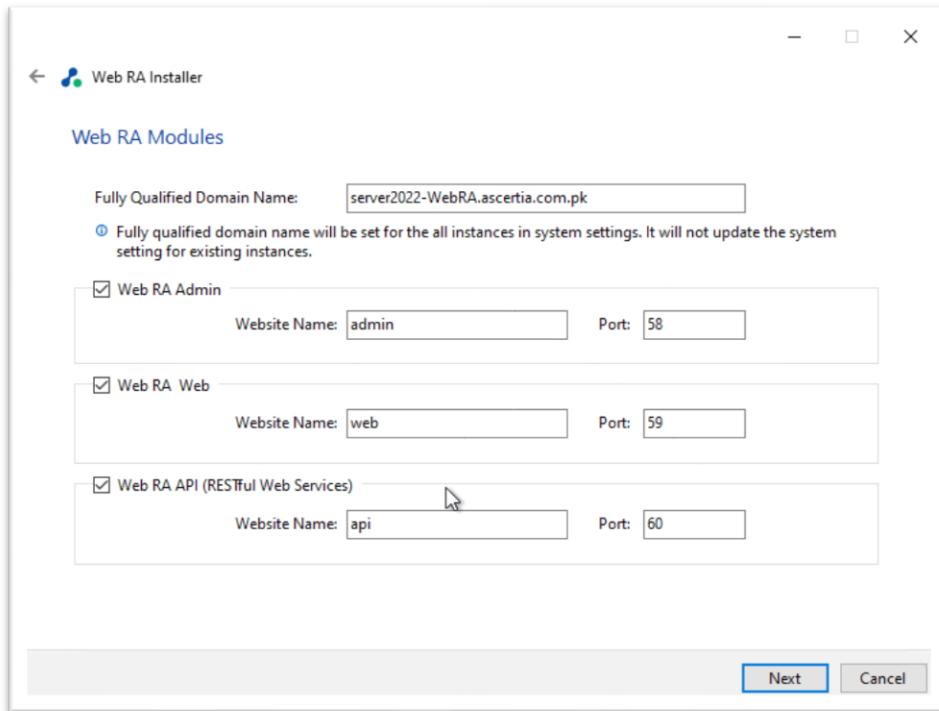 Web RA Installer
Web RA Modules
Fully Qualified Domain Name: server2022-WebRA.ascertia.com.pk
Fully qualified domain name will be set for the all instances in system settings. It will not update the system
setting for existing instances.
Web RA Admin
Website Name: admin Port: 58
Web RA Web
Website Name: web Port: 59
Web RA API (RESTful Web Services)
Website Name: api Port: 60
Next Cancel